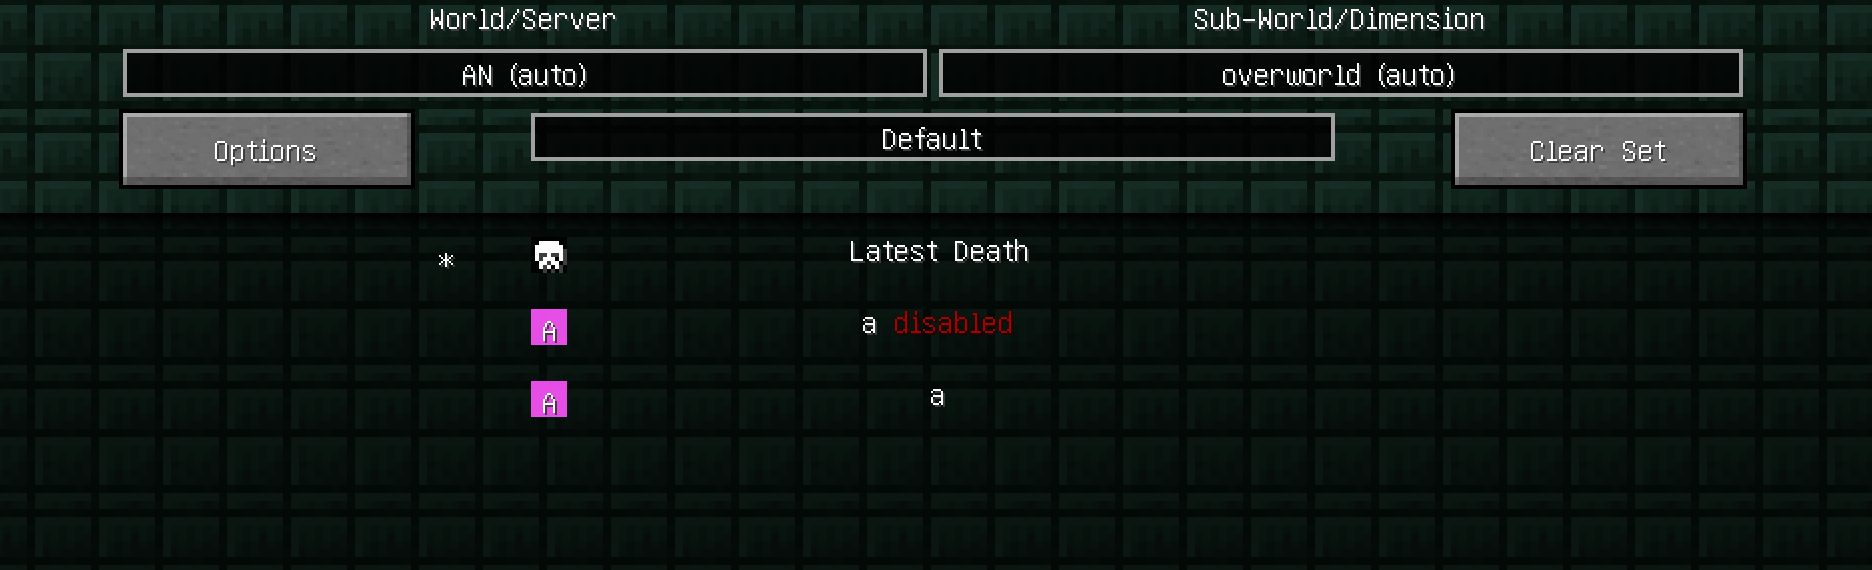 World/Server
Sub-World/Dimension
AN (auto)
overworld (auto)
Options
Default
Clear Set
* Latest Death
A a disabled
A a